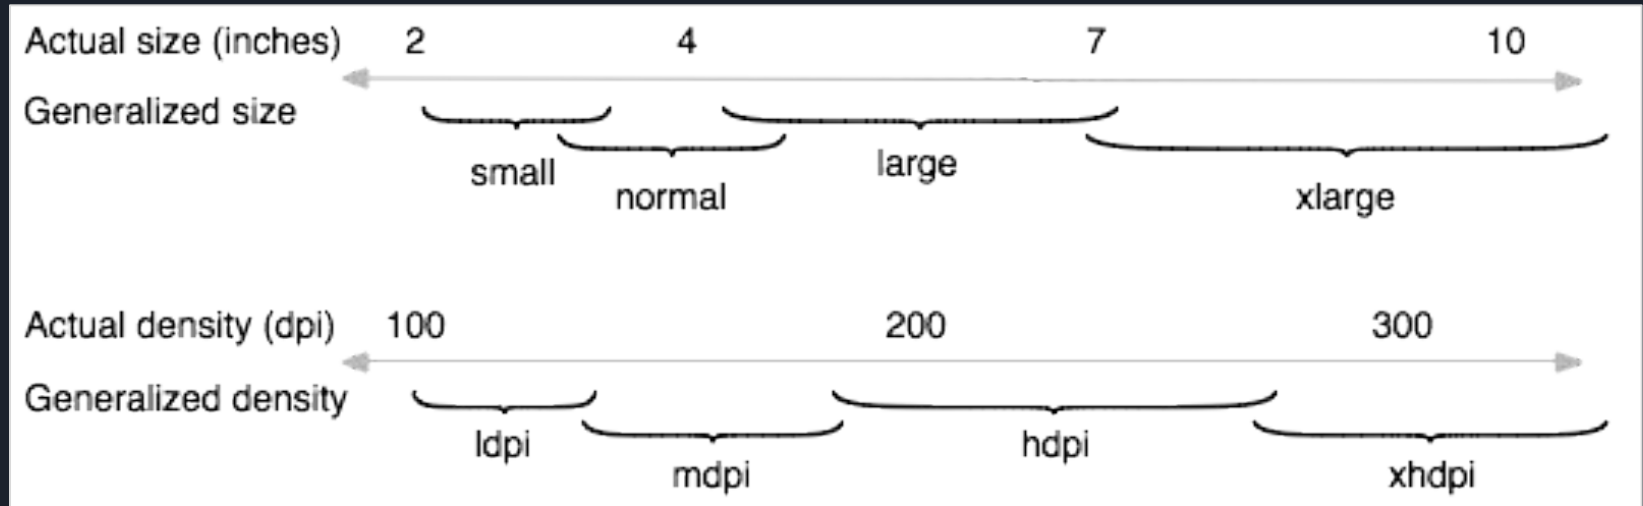 Actual size (inches) 2 4 7 10
Generalized size
small normal large xlarge
Actual density (dpi) 100 200 300
Generalized density
ldpi mdpi hdpi xhdpi